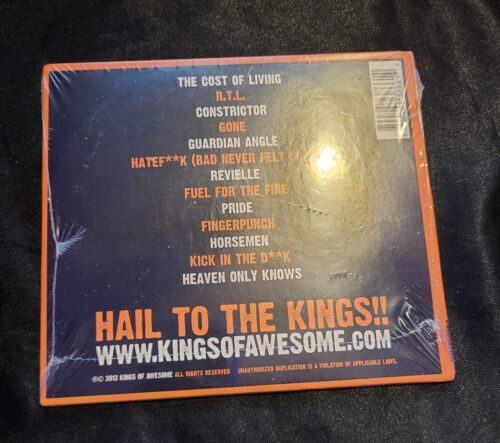 THE COST OF LIVING
R.T.L.
CONSTRICTOR
GONE
GUARDIAN ANGLE
HATEF**K (BAD NEVER FELT
REVIELLE
FUEL FOR THE FIRE
PRIDE
FINGERPUNCH
HORSEMEN
KICK IN THE D**K
HEAVEN ONLY KNOWS
HAIL TO THE KINGS!!
WWW.KINGSOFAWESOME.COM
℗© 2013 KINGS OF AWESOME ALL RIGHTS RESERVED UNAUTHORIZED DUPLICATION IS A VIOLATION OF APPLICABLE LAWS.